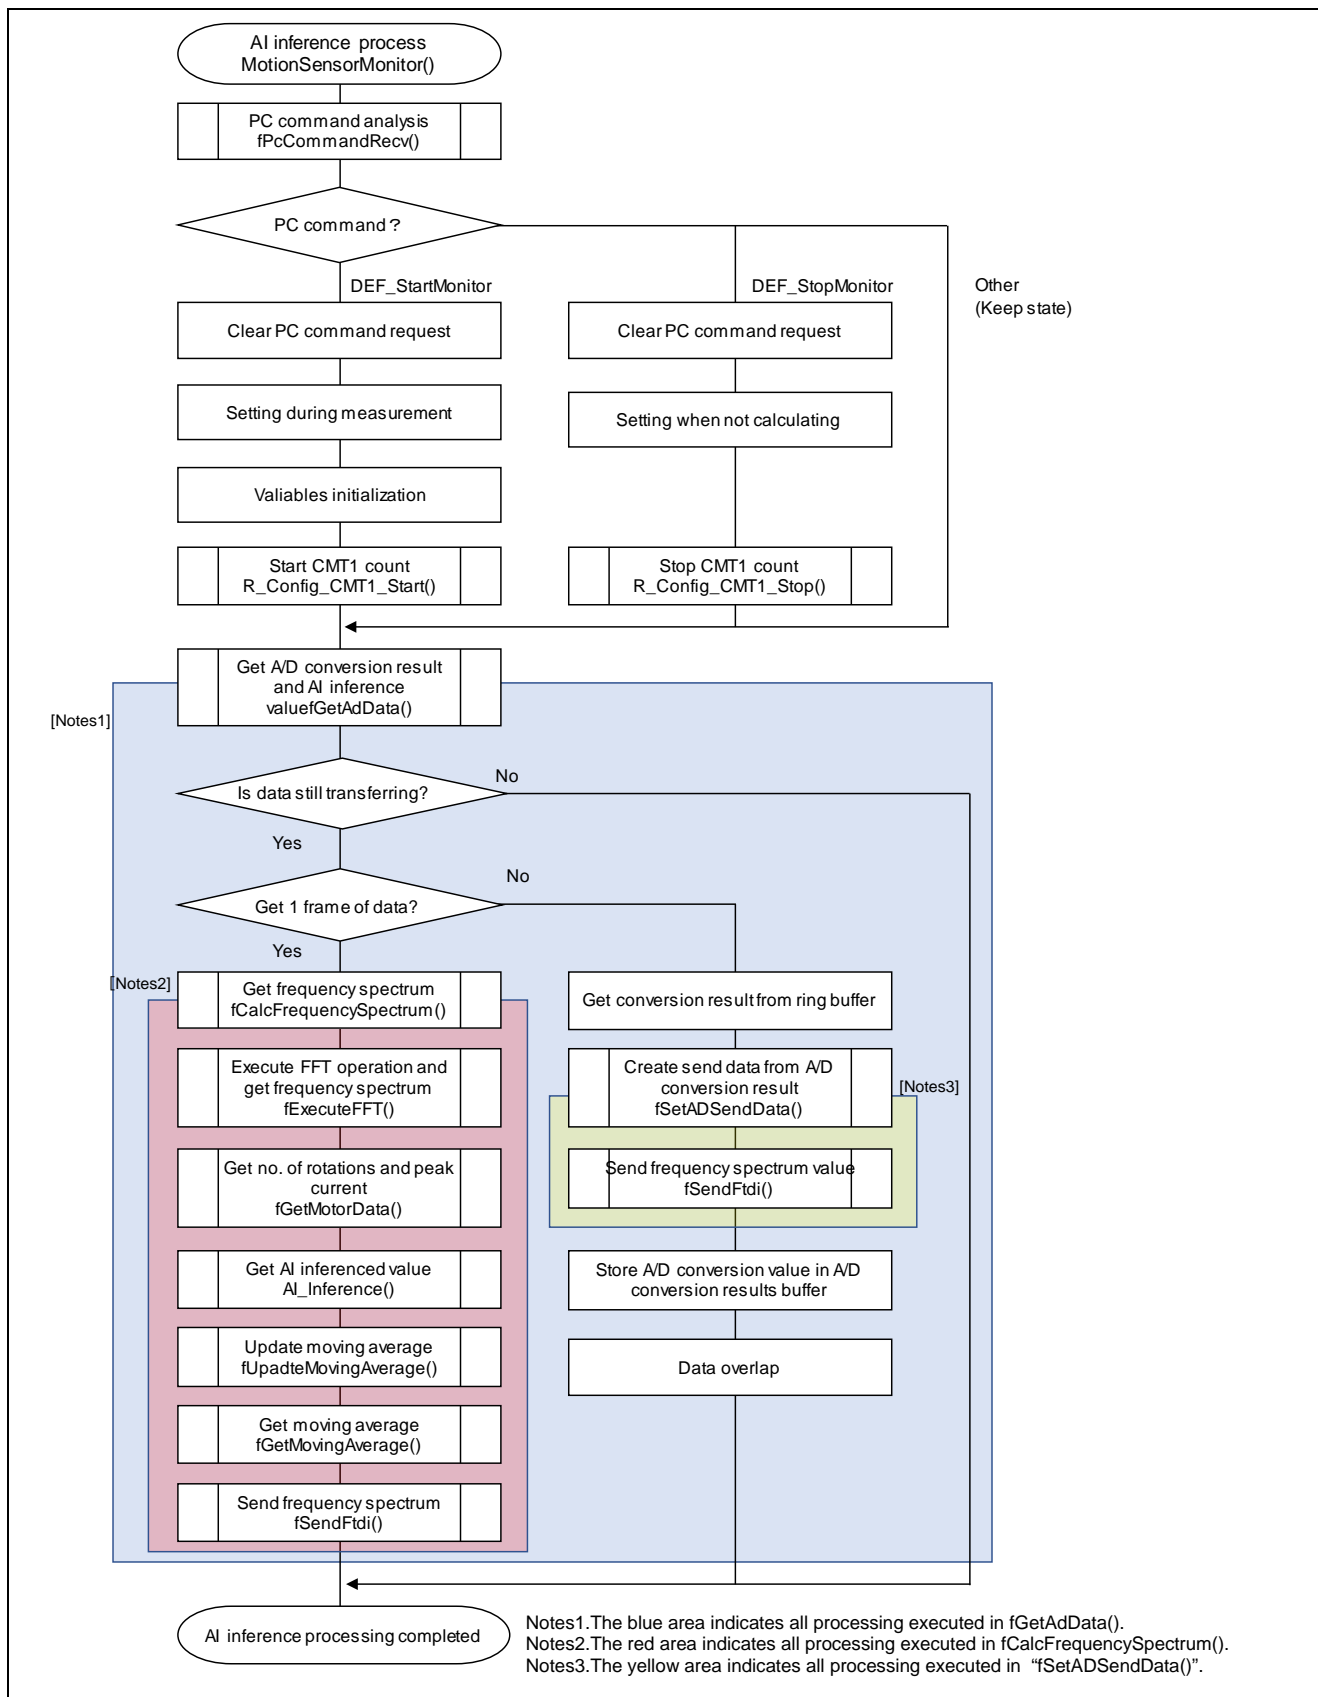 AI inference process
MotionSensorMonitor()
PC command analysis
fPcCommandRecv()
PC command?
DEF_StartMonitor
DEF_StopMonitor
Other
(Keep state)
Clear PC command request
Clear PC command request
Setting during measurement
Setting when not calculating
Valiables initialization
Start CMT1 count
R_Config_CMT1_Start()
Stop CMT1 count
R_Config_CMT1_Stop()
Get A/D conversion result
and AI inference
valuefGetAdData()
[Notes1]
Is data still transferring?
No
Yes
Get 1 frame of data?
No
Yes
[Notes2]
Get frequency spectrum
fCalcFrequencySpectrum()
Get conversion result from ring buffer
Execute FFT operation and
get frequency spectrum
fExecuteFFT()
Create send data from A/D
conversion result
fSetADSendData()
[Notes3]
Get no. of rotations and peak
current
fGetMotorData()
Send frequency spectrum value
fSendFtdi()
Get AI inferenced value
AI_Inference()
Store A/D conversion value in A/D
conversion results buffer
Update moving average
fUpadteMovingAverage()
Data overlap
Get moving average
fGetMovingAverage()
Send frequency spectrum
fSendFtdi()
AI inference processing completed
Notes1.The blue area indicates all processing executed in fGetAdData().
Notes2.The red area indicates all processing executed in fCalcFrequencySpectrum().
Notes3.The yellow area indicates all processing executed in “fSetADSendData()”.